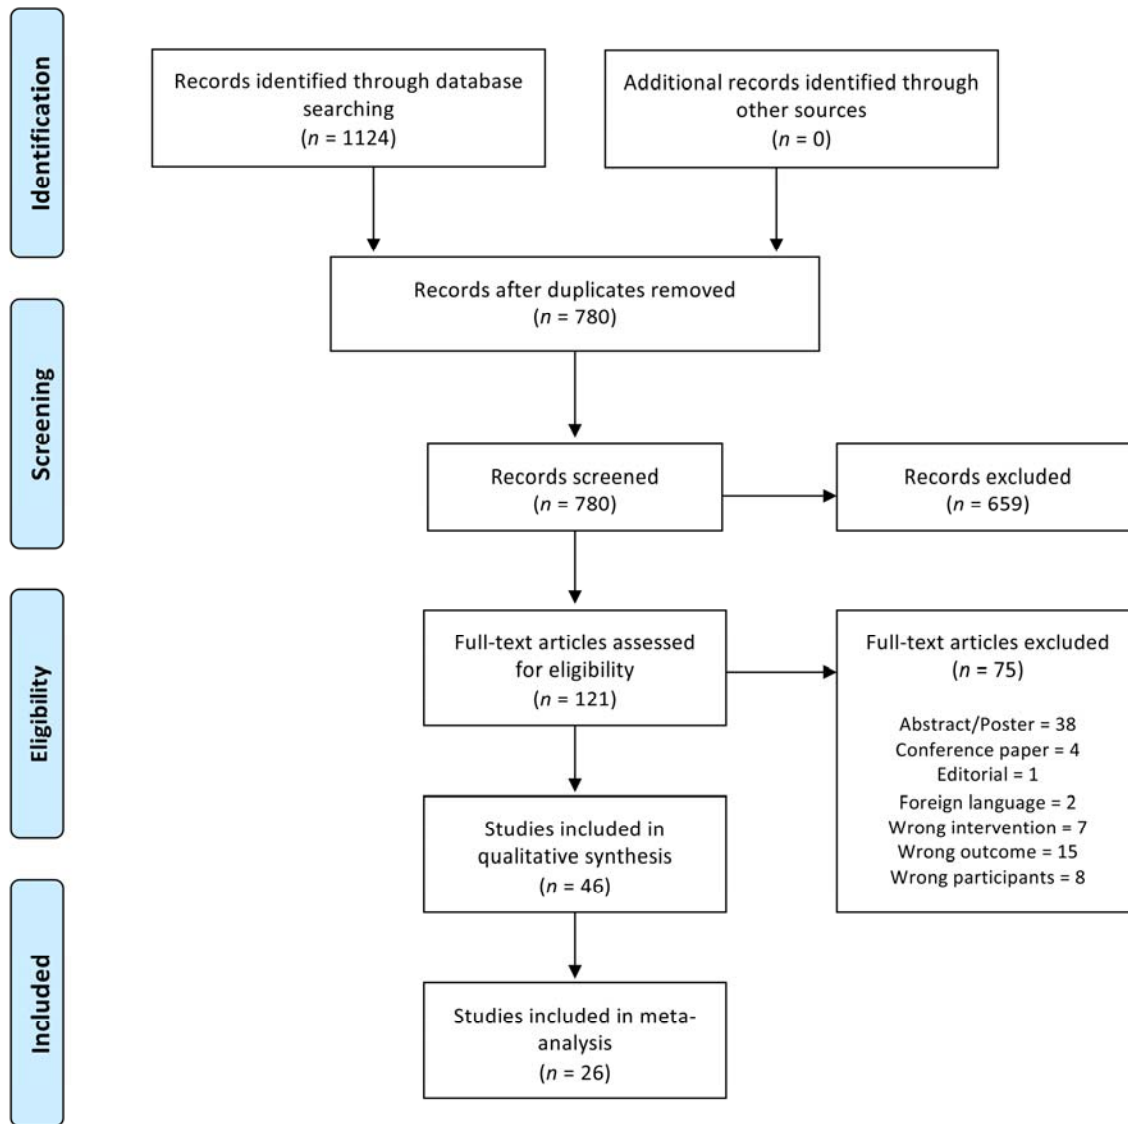 Identification
Records identified through database
searching
(n = 1124)
Additional records identified through
other sources
(n = 0)
Records after duplicates removed
(n = 780)
Screening
Records screened
(n = 780)
Records excluded
(n = 659)
Eligibility
Full-text articles assessed
for eligibility
(n = 121)
Full-text articles excluded
(n = 75)
Abstract/Poster = 38
Conference paper = 4
Editorial = 1
Foreign language = 2
Wrong intervention = 7
Wrong outcome = 15
Wrong participants = 8
Studies included in
qualitative synthesis
(n = 46)
Included
Studies included in meta-
analysis
(n = 26)